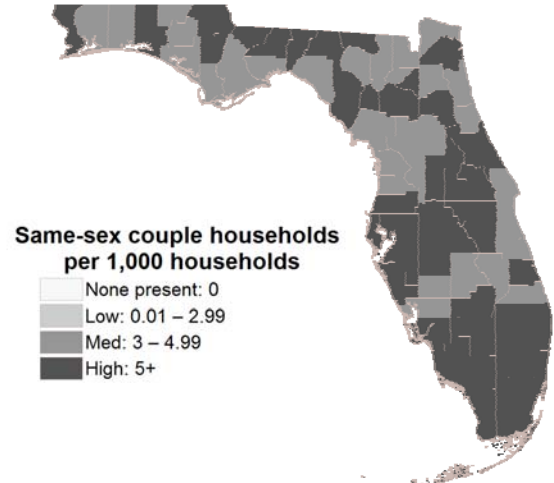 Same-sex couple households
per 1,000 households
None present: 0
Low: 0.01 – 2.99
Med: 3 – 4.99
High: 5+